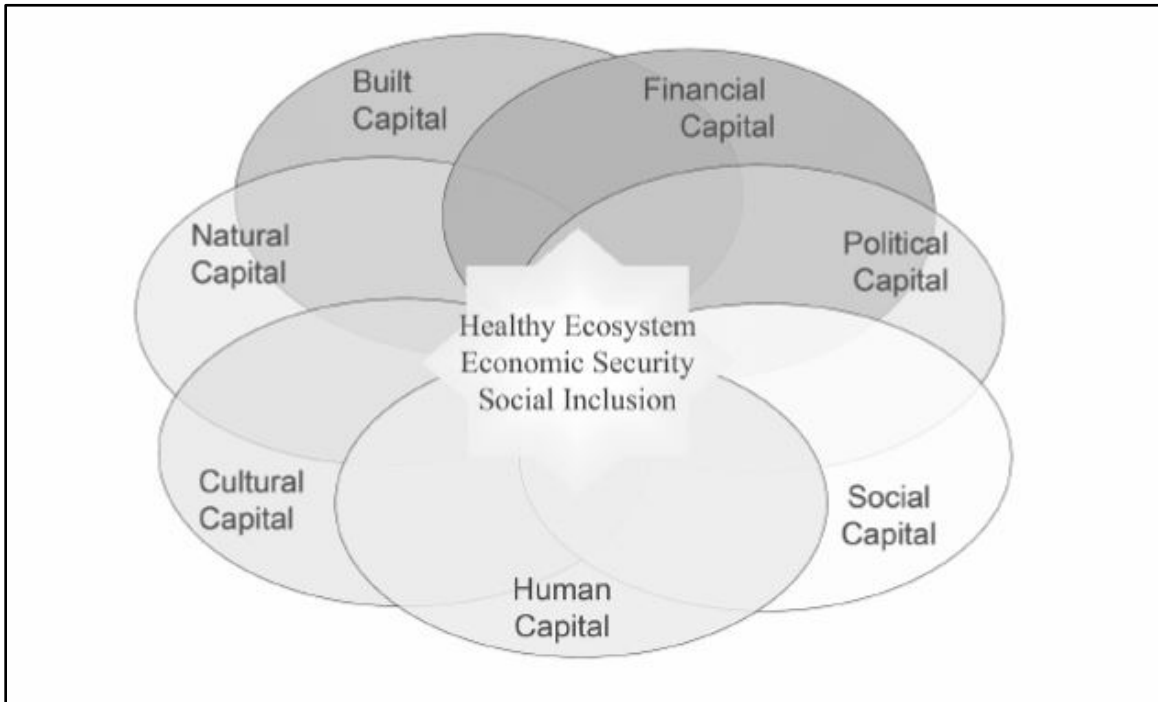 Built
Capital
Financial
Capital
Natural
Capital
Political
Capital
Healthy Ecosystem
Economic Security
Social Inclusion
Cultural
Capital
Social
Capital
Human
Capital